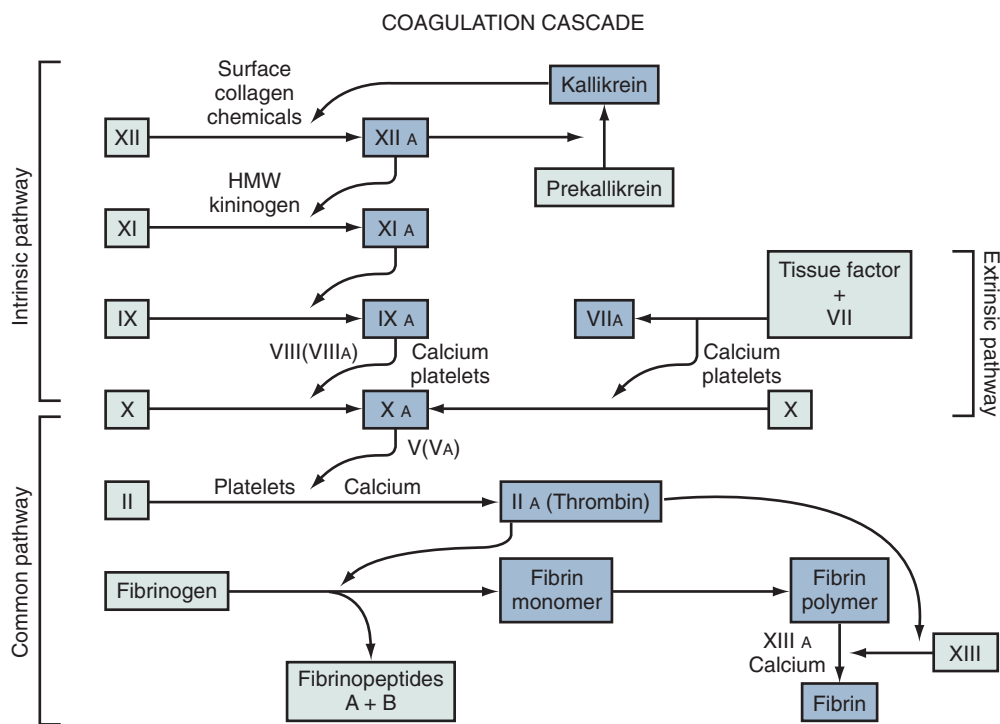 COAGULATION CASCADE
Intrinsic pathway
Surface
collagen
chemicals
Kallikrein
XII
XII A
Prekallikrein
HMW
kininogen
XI
XI A
Extrinsic pathway
Tissue factor
+
VII
IX
IX A
VIIA
VIII(VIIIA)
Calcium
platelets
Calcium
platelets
X
X A
X
Common pathway
V(VA)
II
Platelets
Calcium
II A (Thrombin)
Fibrinogen
Fibrin
monomer
Fibrin
polymer
XIII A
Calcium
XIII
Fibrinopeptides
A + B
Fibrin